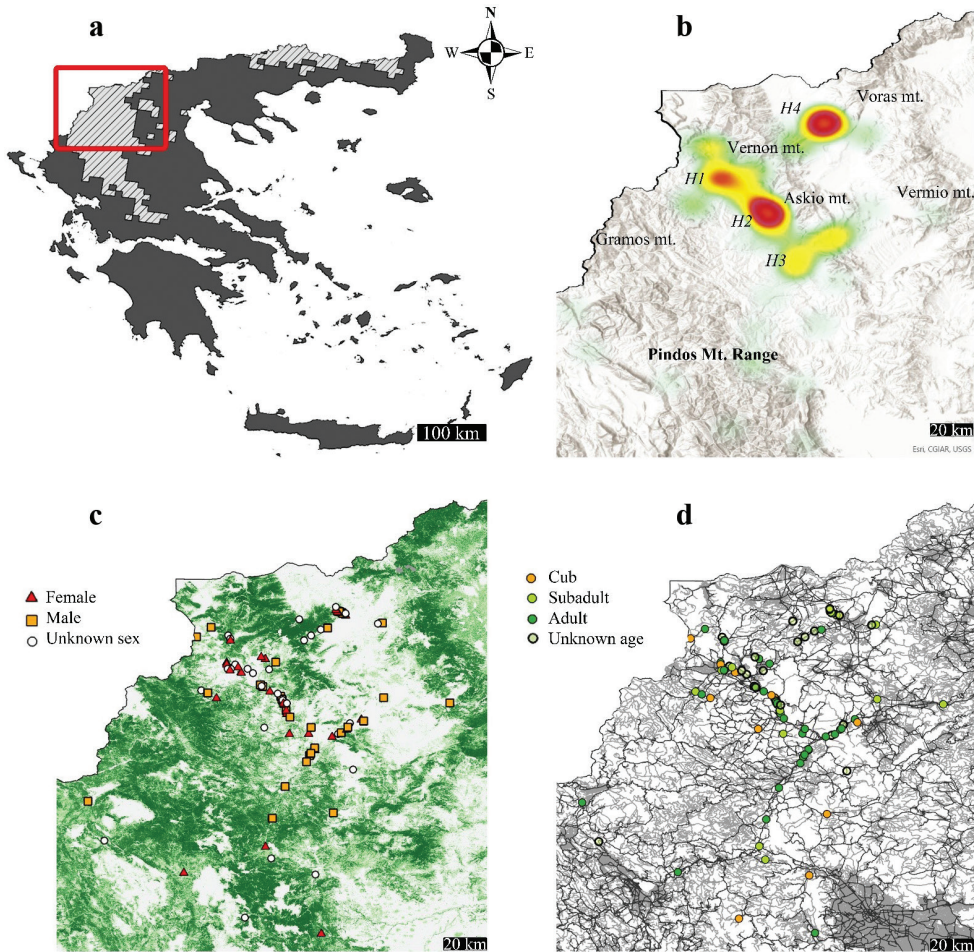 a
N
W
E
S
100 km
b
Voras mt.
H4
Vernon mt.
H1
Askio mt.
Vermio mt.
H2
Gramos mt.
H3
Pindos Mt. Range
20 km
Esri, CGIAR, USGS
c
Female
Male
Unknown sex
20 km
d
Cub
Subadult
Adult
Unknown age
20 km